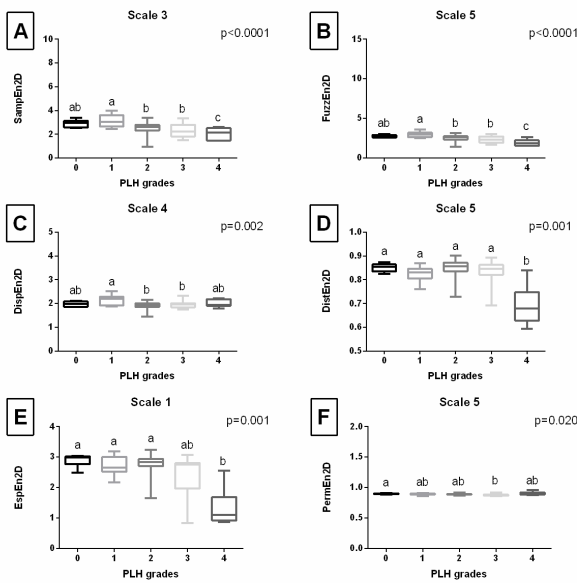 A
Scale 3
p<0.0001
SampEn2D
10
8
6
4
2
0
ab
a
b
b
c
0 1 2 3 4
PLH grades
B
Scale 5
p<0.0001
FuzzEn2D
15
10
5
0
ab
a
b
b
c
0 1 2 3 4
PLH grades
C
Scale 4
p=0.002
DispEn2D
5
4
3
2
1
0
ab
a
b
b
ab
0 1 2 3 4
PLH grades
D
Scale 5
p=0.001
DistEn2D
1.0
0.9
0.8
0.7
0.6
0.5
a
a
a
a
b
0 1 2 3 4
PLH grades
E
Scale 1
p=0.001
EspEn2D
4
3
2
1
0
a
a
a
ab
b
0 1 2 3 4
PLH grades
F
Scale 5
p=0.020
PermEn2D
2.0
1.5
1.0
0.5
0.0
a
ab
ab
b
ab
0 1 2 3 4
PLH grades